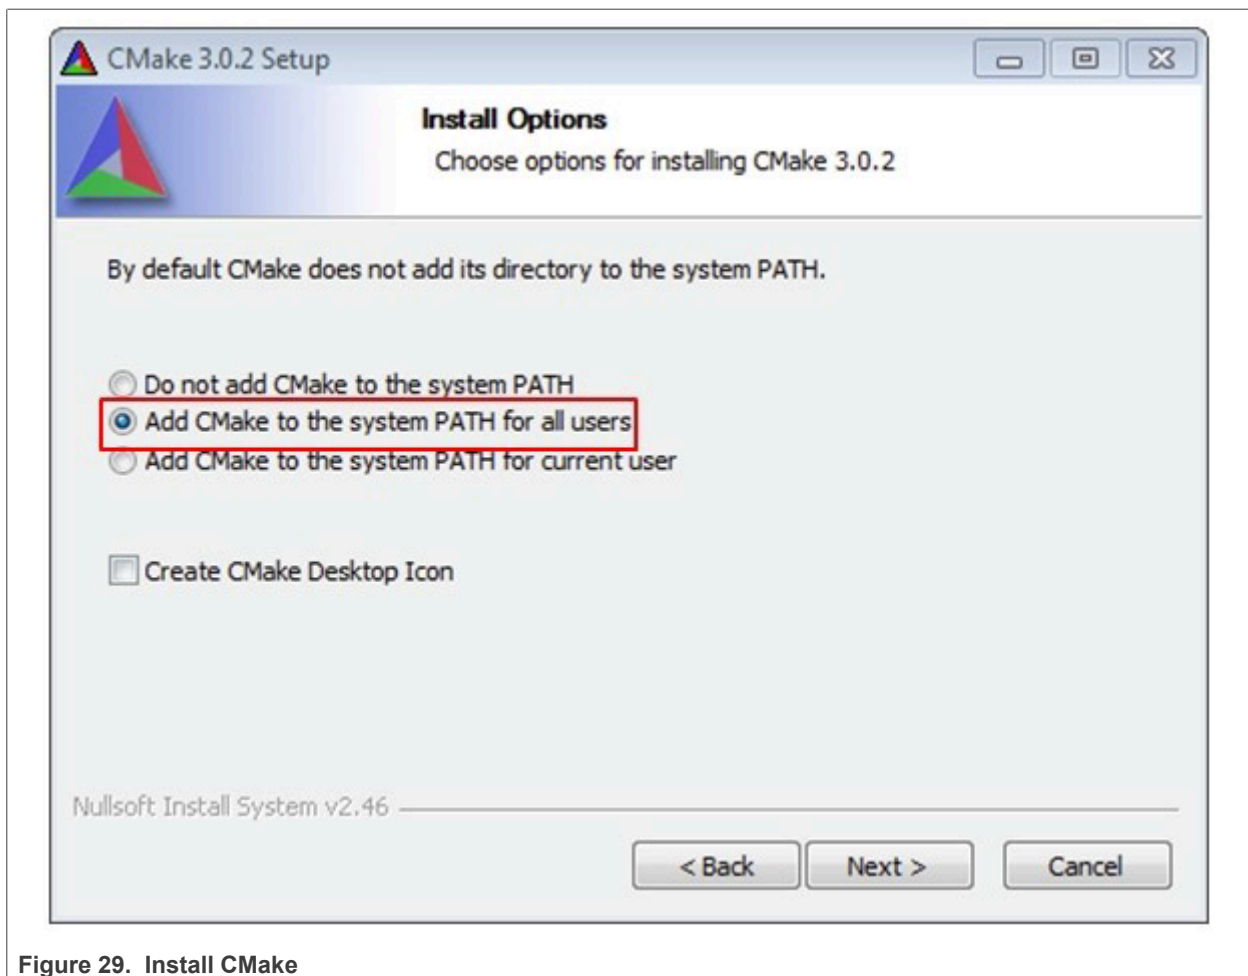 CMake 3.0.2 Setup
Install Options
Choose options for installing CMake 3.0.2
By default CMake does not add its directory to the system PATH.
Do not add CMake to the system PATH
Add CMake to the system PATH for all users
Add CMake to the system PATH for current user
Create CMake Desktop Icon
Nullsoft Install System v2.46
< Back Next > Cancel
Figure 29. Install CMake